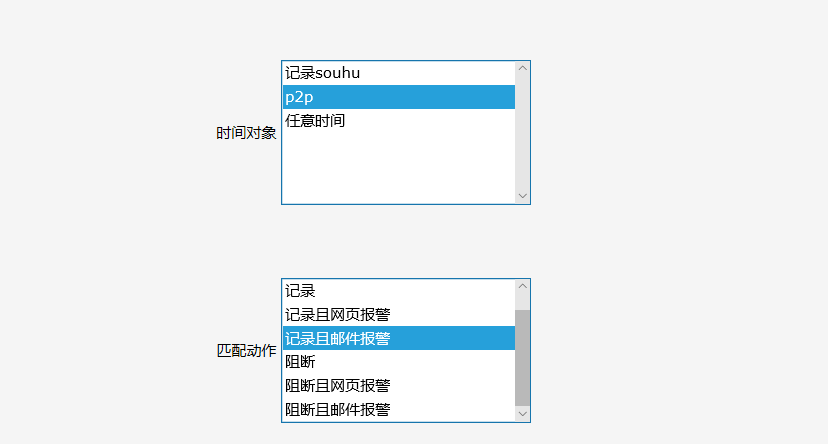 记录souhu
p2p
任意时间
时间对象
记录
记录且网页报警
记录且邮件报警
阻断
阻断且网页报警
阻断且邮件报警
匹配动作